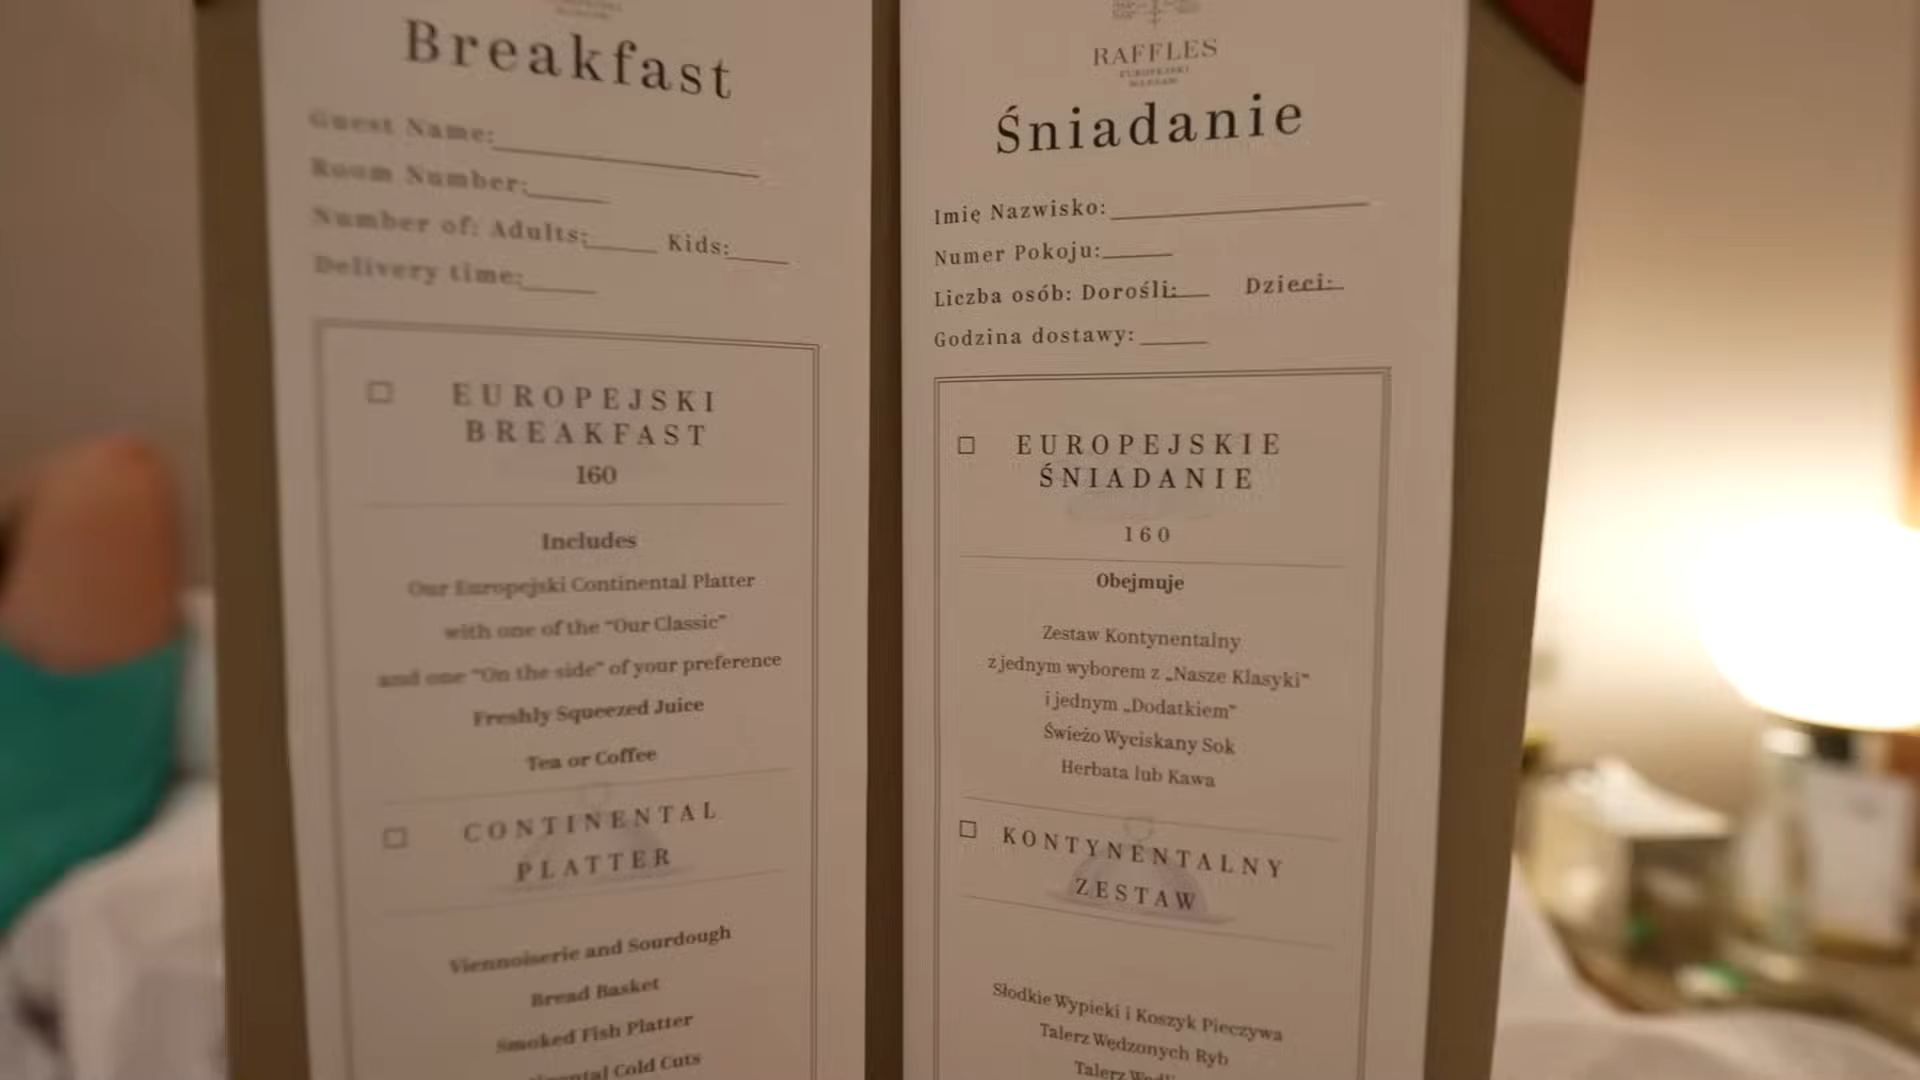 Breakfast
Guest Name:
Room Number:
Number of: Adults: Kids:
Delivery time:
EUROPEJSKI
BREAKFAST
160
Includes
Our Europejski Continental Platter
with one of the "Our Classic"
and one "On the side" of your preference
Freshly Squeezed Juice
Tea or Coffee
CONTINENTAL
PLATTER
Viennoiserie and Sourdough
Bread Basket
Smoked Fish Platter
Cold Cuts
RAFFLES
EUROPEJSKI
WARSAW
Śniadanie
Imię Nazwisko:
Numer Pokoju:
Liczba osób: Dorośli: Dzieci:
Godzina dostawy:
EUROPEJSKIE
ŚNIADANIE
160
Obejmuje
Zestaw Kontynentalny
z jednym wyborem z „Nasze Klasyki"
i jednym „Dodatkiem"
Świeżo Wyciskany Sok
Herbata lub Kawa
KONTYNENTALNY
ZESTAW
Słodkie Wypieki i Koszyk Pieczywa
Talerz Wędzonych Ryb
Talerz